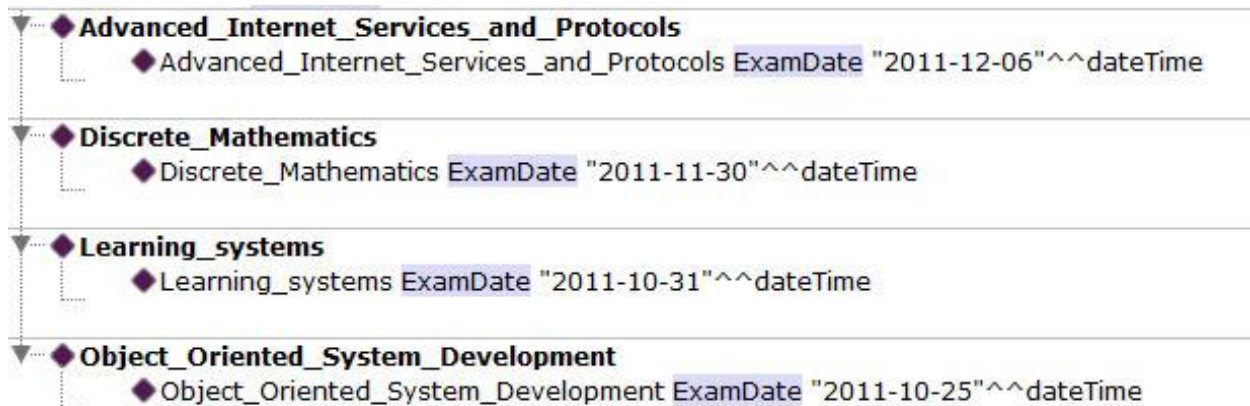 Advanced_Internet_Services_and_Protocols
Advanced_Internet_Services_and_Protocols ExamDate "2011-12-06"^^dateTime
Discrete_Mathematics
Discrete_Mathematics ExamDate "2011-11-30"^^dateTime
Learning_systems
Learning_systems ExamDate "2011-10-31"^^dateTime
Object_Oriented_System_Development
Object_Oriented_System_Development ExamDate "2011-10-25"^^dateTime